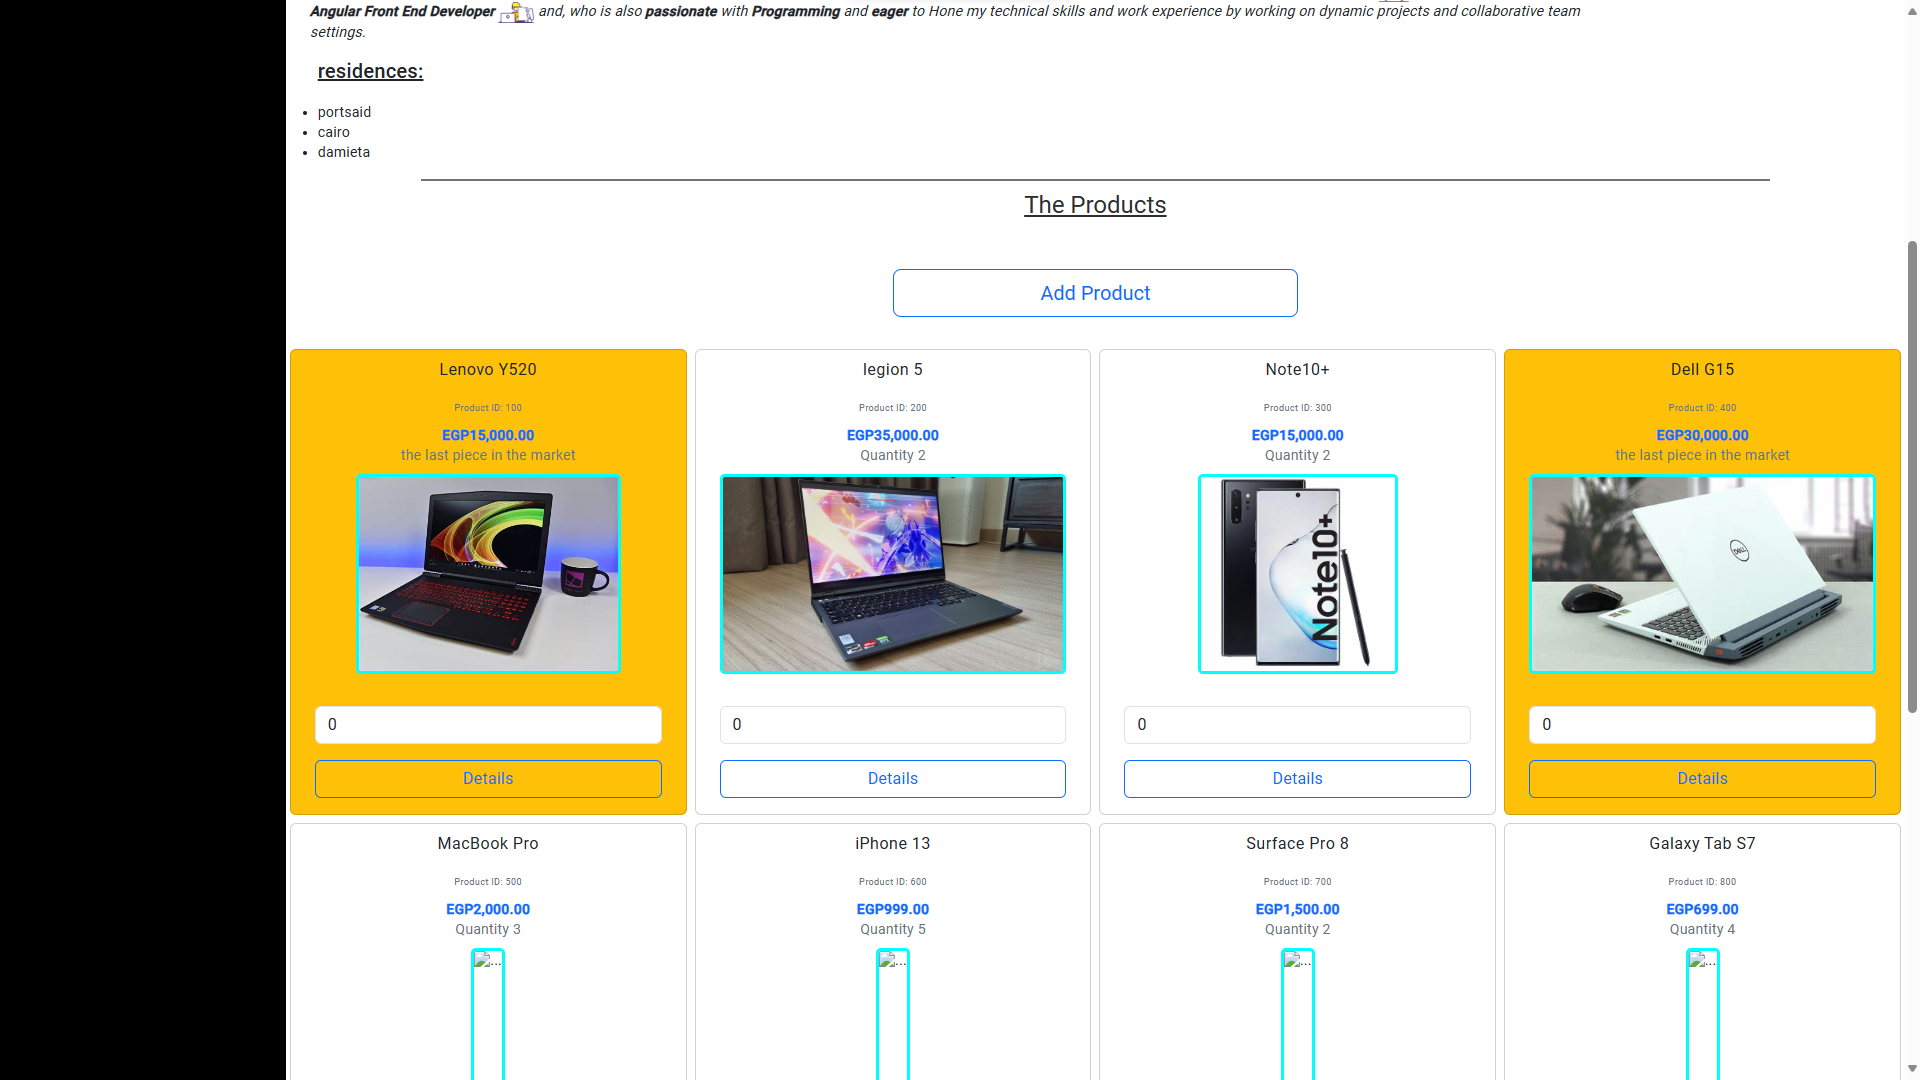 Angular Front End Developer and, who is also passionate with Programming and eager to Hone my technical skills and work experience by working on dynamic projects and collaborative team
settings.
residences:
portsaid
cairo
damieta
The Products
Add Product
Lenovo Y520
Product ID: 100
EGP15,000.00
the last piece in the market
0
Details
legion 5
Product ID: 200
EGP35,000.00
Quantity 2
0
Details
Note10+
Product ID: 300
EGP15,000.00
Quantity 2
Note10+
0
Details
Dell G15
Product ID: 400
EGP30,000.00
the last piece in the market
DELL
0
Details
MacBook Pro
Product ID: 500
EGP2,000.00
Quantity 3
...
iPhone 13
Product ID: 600
EGP999.00
Quantity 5
...
Surface Pro 8
Product ID: 700
EGP1,500.00
Quantity 2
...
Galaxy Tab S7
Product ID: 800
EGP699.00
Quantity 4
...